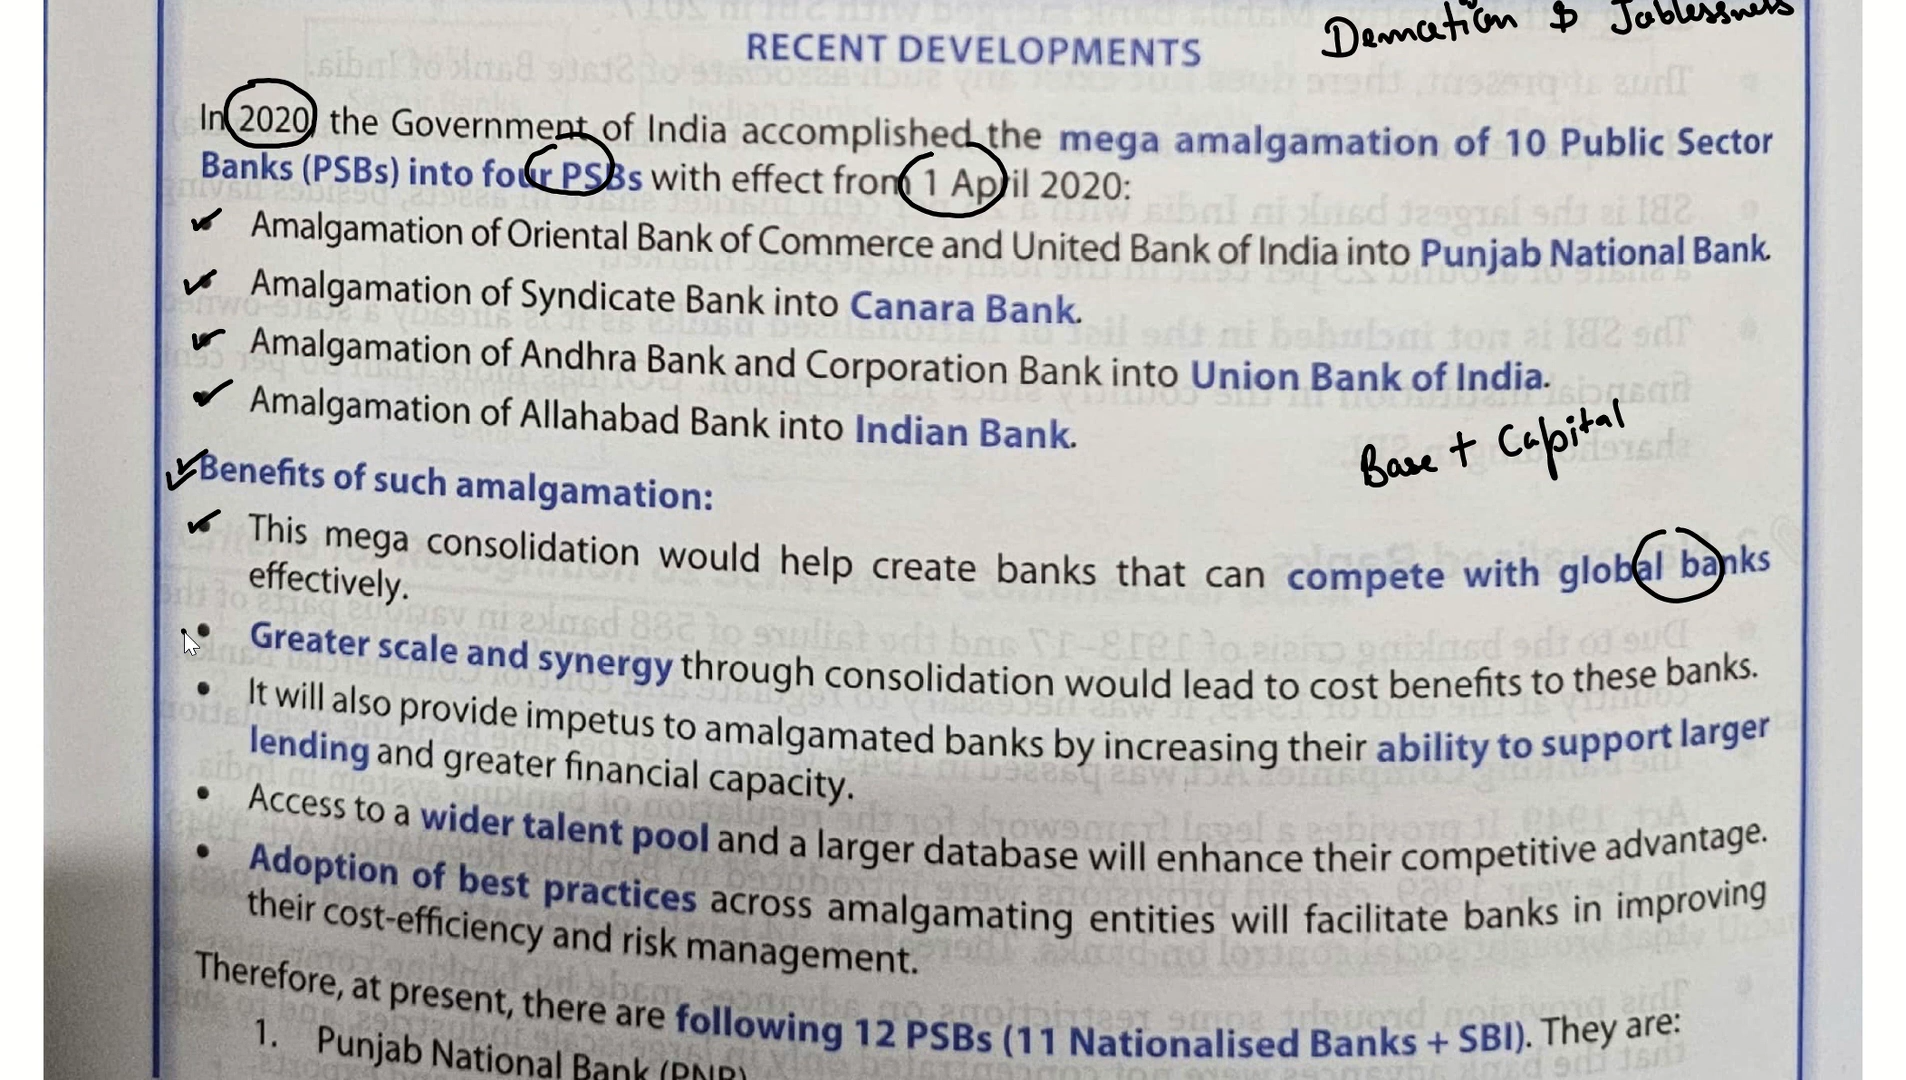 Demotion $ Joblessness
RECENT DEVELOPMENTS
In 2020, the Government of India accomplished the mega amalgamation of 10 Public Sector
Banks (PSBs) into four PSBs with effect from 1 April 2020:
Amalgamation of Oriental Bank of Commerce and United Bank of India into Punjab National Bank.
Amalgamation of Syndicate Bank into Canara Bank.
Amalgamation of Andhra Bank and Corporation Bank into Union Bank of India.
Amalgamation of Allahabad Bank into Indian Bank.
Base + Capital
Benefits of such amalgamation:
This mega consolidation would help create banks that can compete with global banks
effectively.
• Greater scale and synergy through consolidation would lead to cost benefits to these banks.
• It will also provide impetus to amalgamated banks by increasing their ability to support larger
lending and greater financial capacity.
• Access to a wider talent pool and a larger database will enhance their competitive advantage.
• Adoption of best practices across amalgamating entities will facilitate banks in improving
their cost-efficiency and risk management.
Therefore, at present, there are following 12 PSBs (11 Nationalised Banks + SBI). They are:
1. Punjab National Bank (PNB)